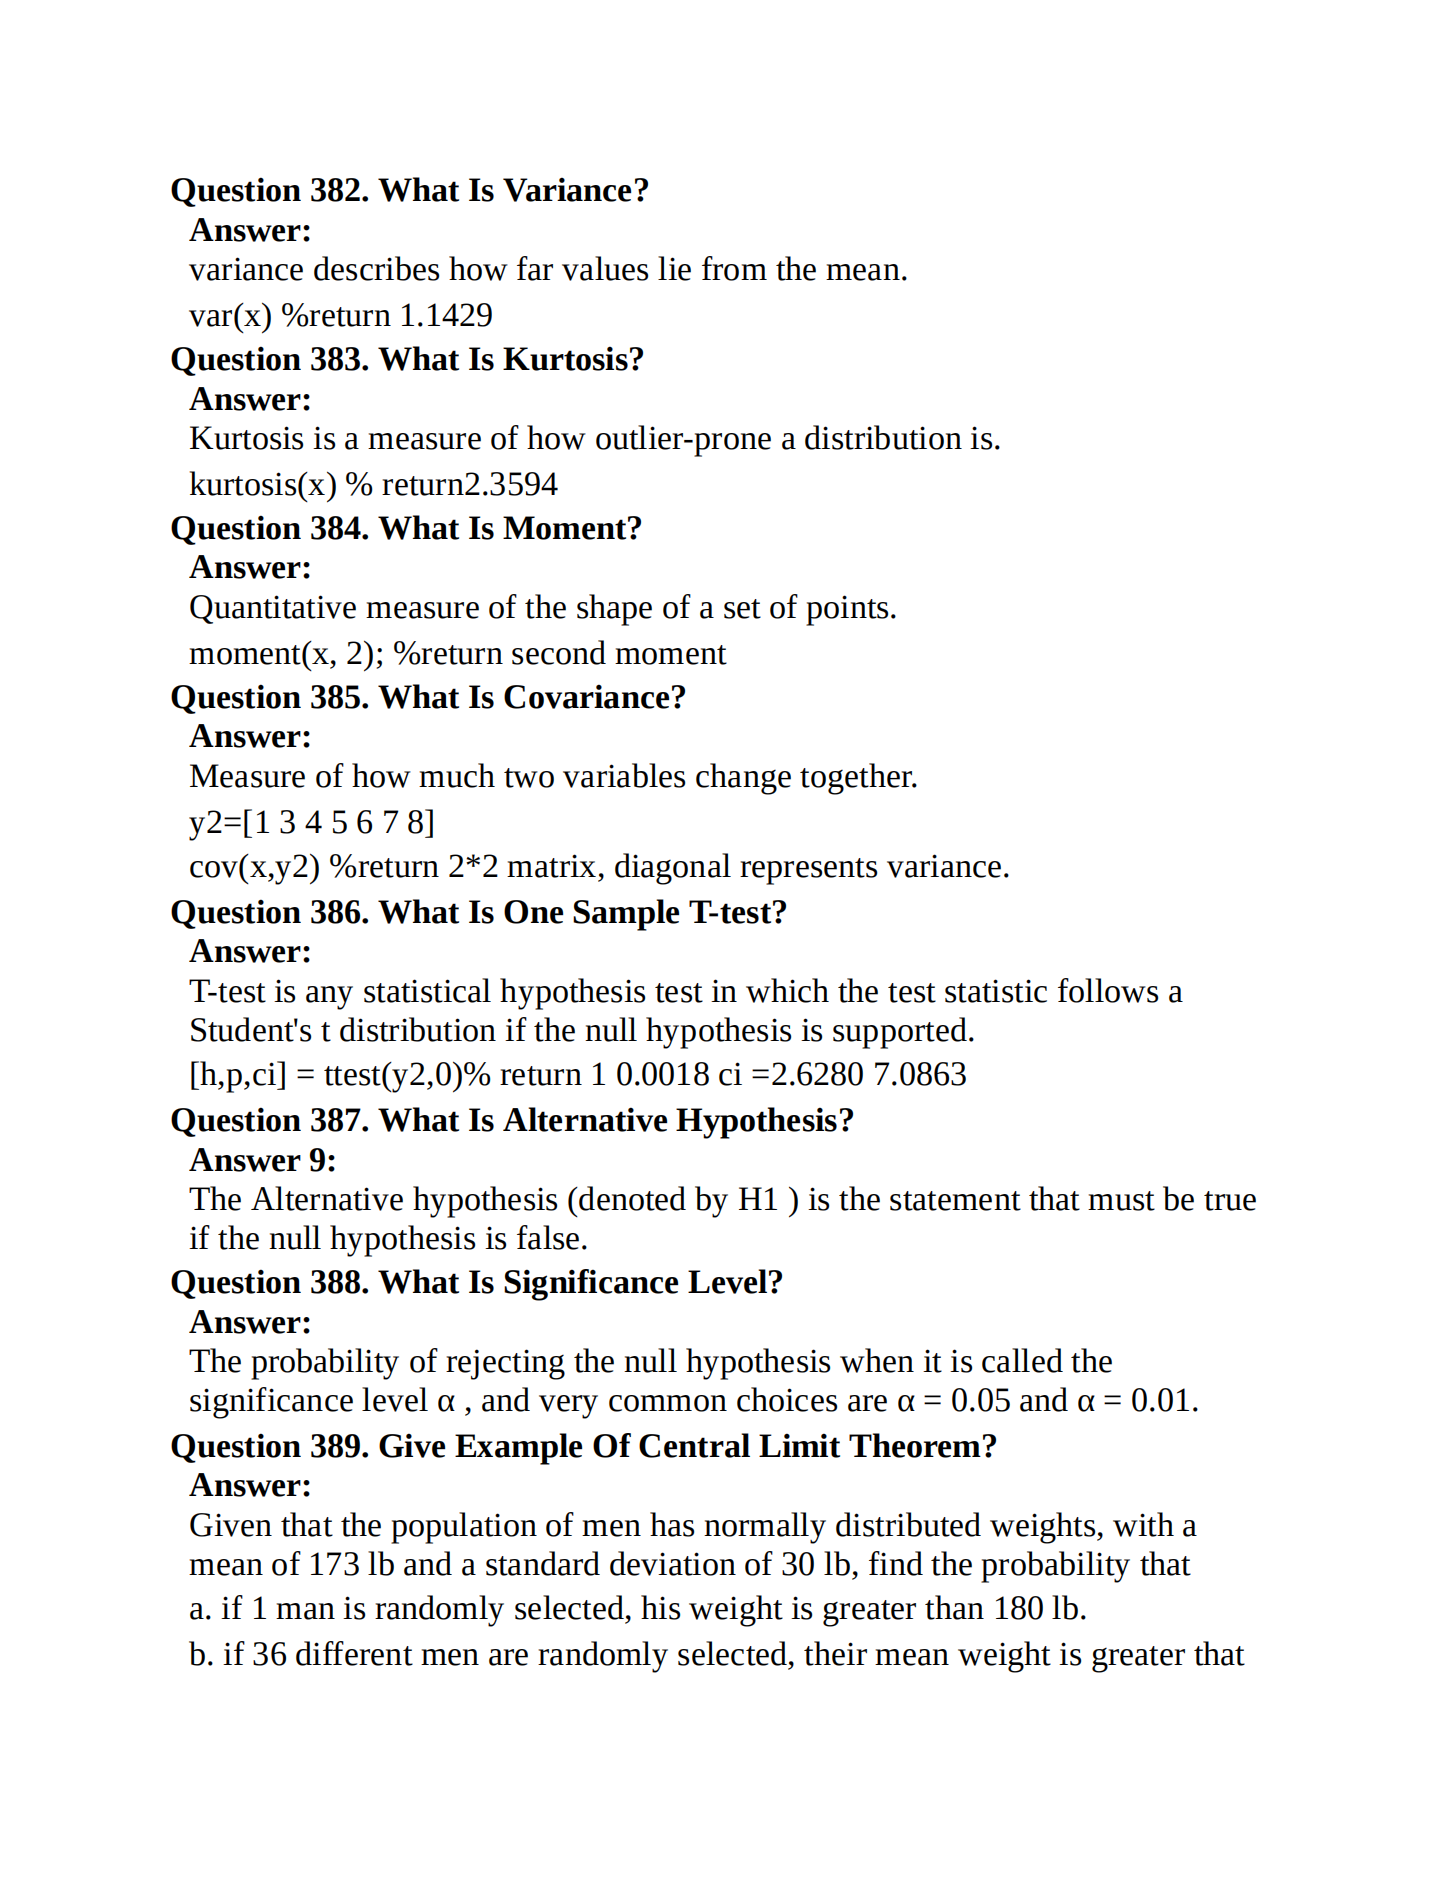 Question 382. What Is Variance?
Answer:
variance describes how far values lie from the mean.
var(x) %return 1.1429
Question 383. What Is Kurtosis?
Answer:
Kurtosis is a measure of how outlier-prone a distribution is.
kurtosis(x) % return2.3594
Question 384. What Is Moment?
Answer:
Quantitative measure of the shape of a set of points.
moment(x, 2); %return second moment
Question 385. What Is Covariance?
Answer:
Measure of how much two variables change together.
y2=[1 3 4 5 6 7 8]
cov(x,y2) %return 2*2 matrix, diagonal represents variance.
Question 386. What Is One Sample T-test?
Answer:
T-test is any statistical hypothesis test in which the test statistic follows a
Student's t distribution if the null hypothesis is supported.
[h,p,ci] = ttest(y2,0)% return 1 0.0018 ci =2.6280 7.0863
Question 387. What Is Alternative Hypothesis?
Answer 9:
The Alternative hypothesis (denoted by H1 ) is the statement that must be true
if the null hypothesis is false.
Question 388. What Is Significance Level?
Answer:
The probability of rejecting the null hypothesis when it is called the
significance level α , and very common choices are α = 0.05 and α = 0.01.
Question 389. Give Example Of Central Limit Theorem?
Answer:
Given that the population of men has normally distributed weights, with a
mean of 173 lb and a standard deviation of 30 lb, find the probability that
a. if 1 man is randomly selected, his weight is greater than 180 lb.
b. if 36 different men are randomly selected, their mean weight is greater that